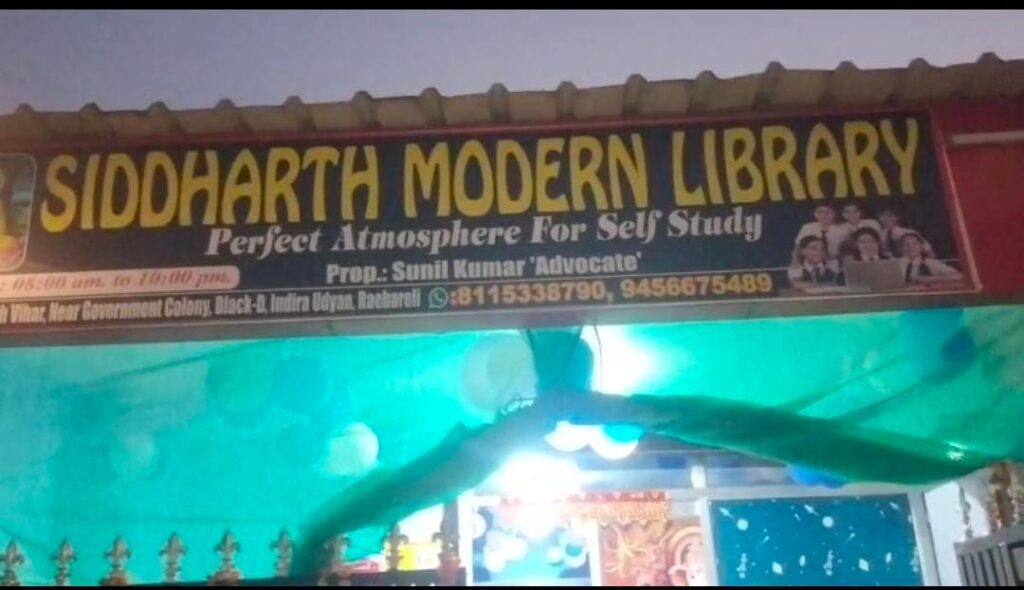 SIDDHARTH MODERN LIBRARY
Perfect Atmosphere For Self Study
: 08:00 am. to 10:00 pm.
Prop.: Sunil Kumar 'Advocate'
Vihar, Near Government Colony, Black-D, Indira Udyan, Raebareli :8115338790, 9456675489